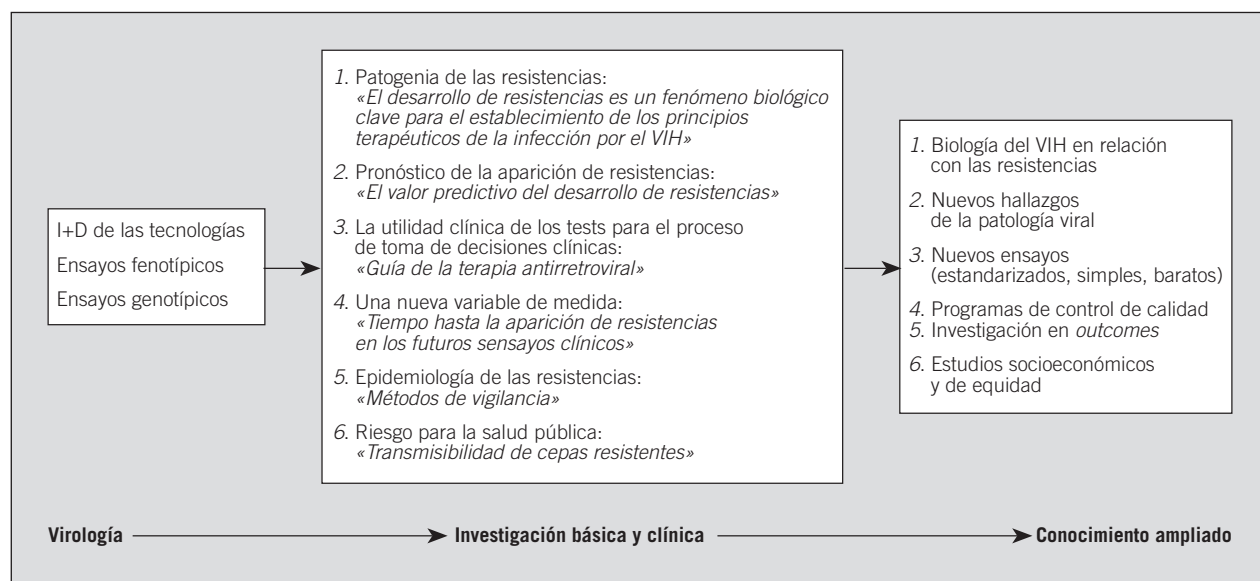 I+D de las tecnologías
Ensayos fenotípicos
Ensayos genotípicos
1. Patogenia de las resistencias:
«El desarrollo de resistencias es un fenómeno biológico
clave para el establecimiento de los principios
terapéuticos de la infección por el VIH»
2. Pronóstico de la aparición de resistencias:
«El valor predictivo del desarrollo de resistencias»
3. La utilidad clínica de los tests para el proceso
de toma de decisiones clínicas:
«Guía de la terapia antirretroviral»
4. Una nueva variable de medida:
«Tiempo hasta la aparición de resistencias
en los futuros sensayos clínicos»
5. Epidemiología de las resistencias:
«Métodos de vigilancia»
6. Riesgo para la salud pública:
«Transmisibilidad de cepas resistentes»
1. Biología del VIH en relación
con las resistencias
2. Nuevos hallazgos
de la patología viral
3. Nuevos ensayos
(estandarizados, simples, baratos)
4. Programas de control de calidad
5. Investigación en outcomes
6. Estudios socioeconómicos
y de equidad
Virología
Investigación básica y clínica
Conocimiento ampliado